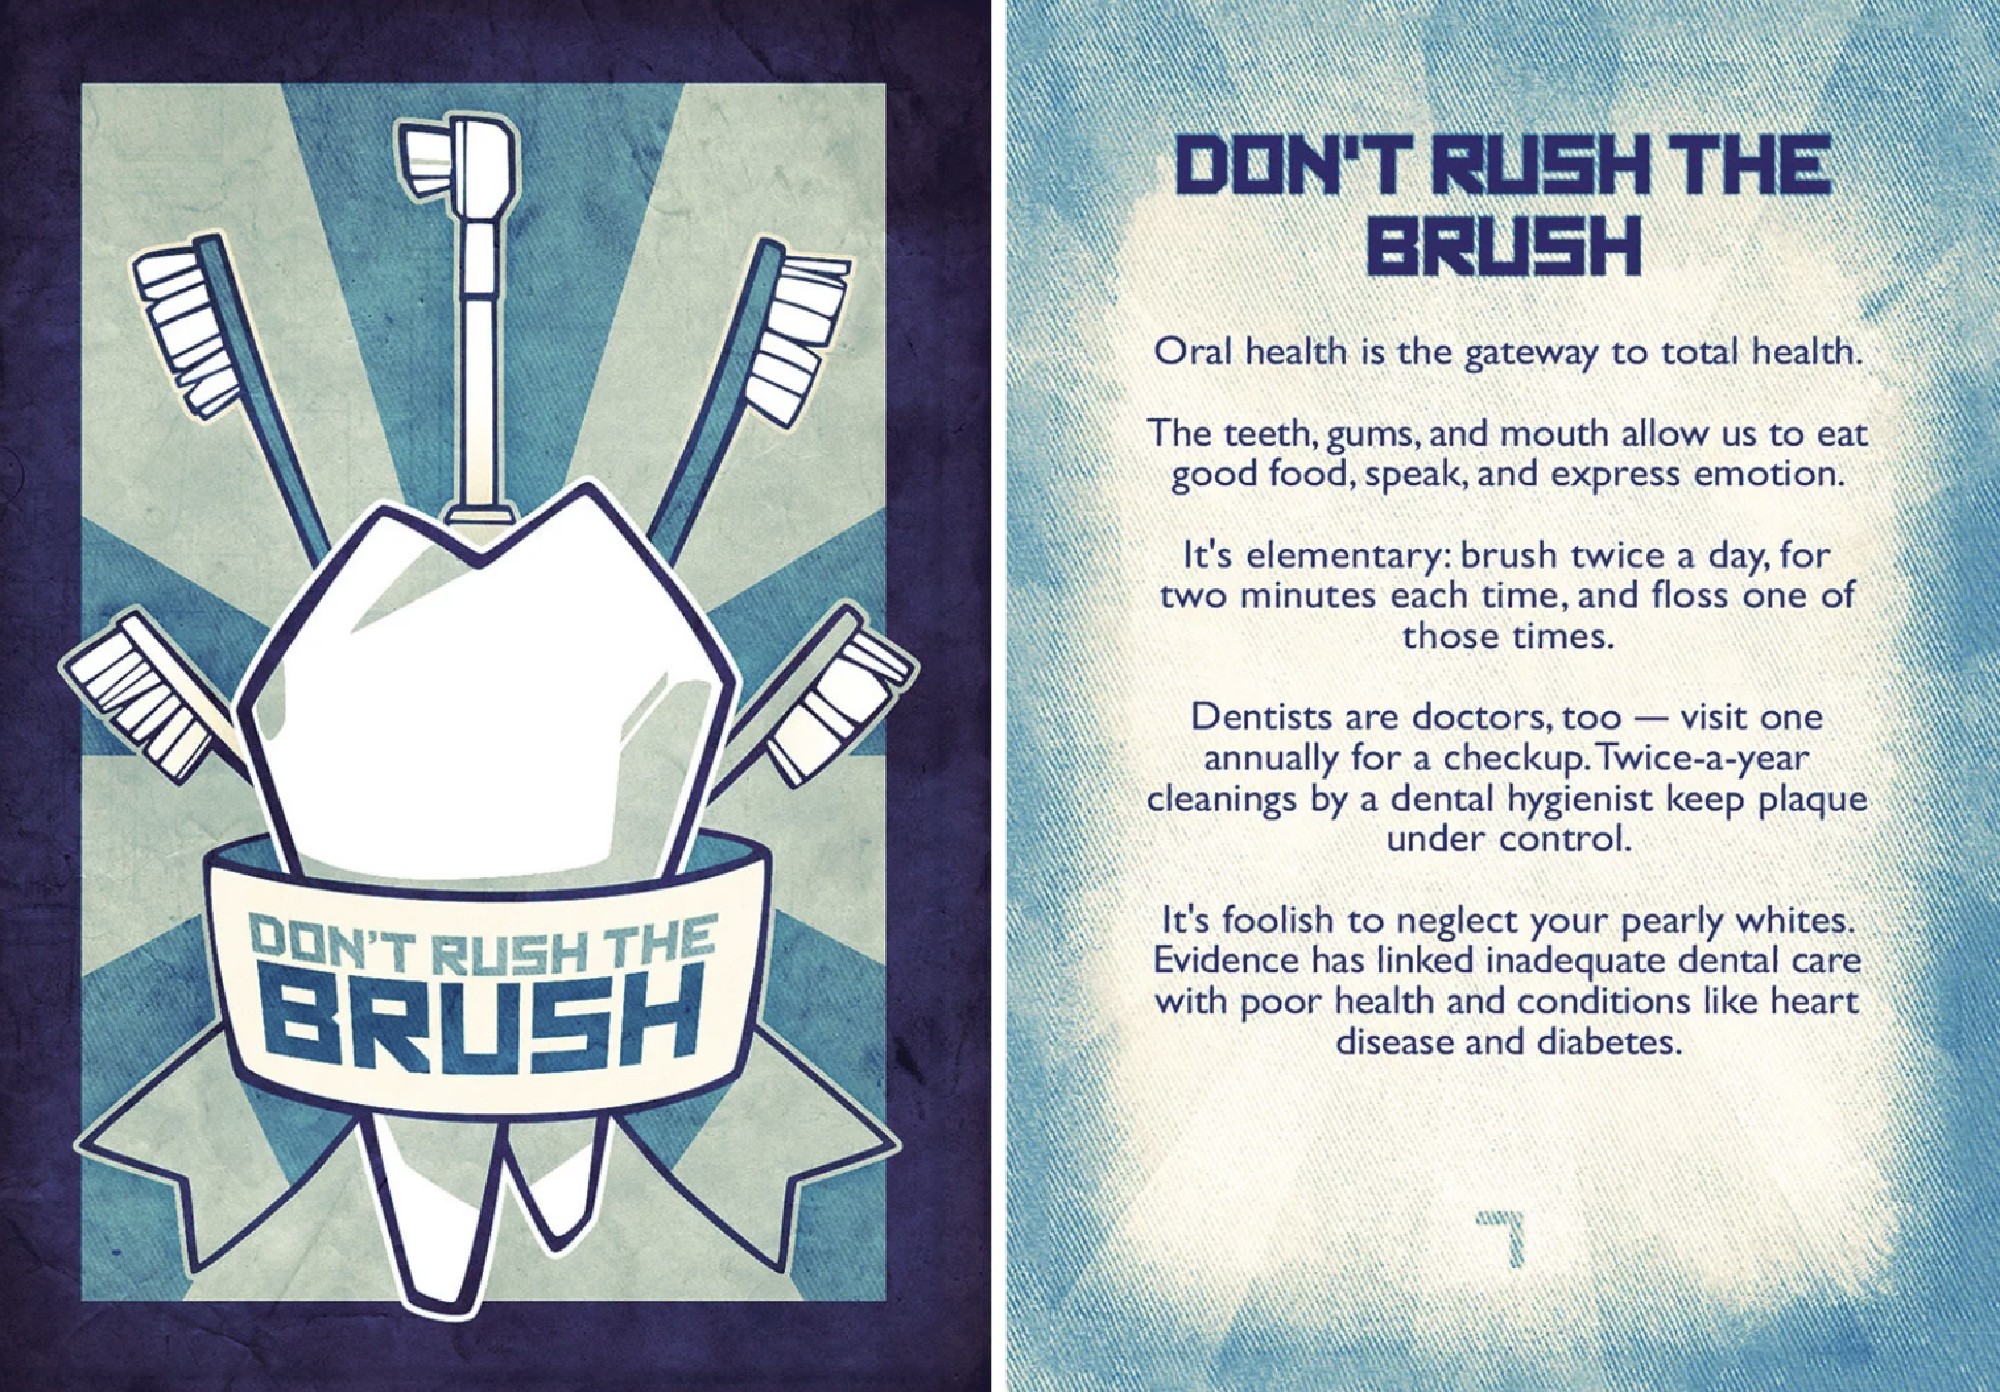 DON'T RUSH THE
BRUSH
DON'T RUSH THE
BRUSH
Oral health is the gateway to total health.
The teeth, gums, and mouth allow us to eat
good food, speak, and express emotion.
It's elementary: brush twice a day, for
two minutes each time, and floss one of
those times.
Dentists are doctors, too — visit one
annually for a checkup. Twice-a-year
cleanings by a dental hygienist keep plaque
under control.
It's foolish to neglect your pearly whites.
Evidence has linked inadequate dental care
with poor health and conditions like heart
disease and diabetes.
7